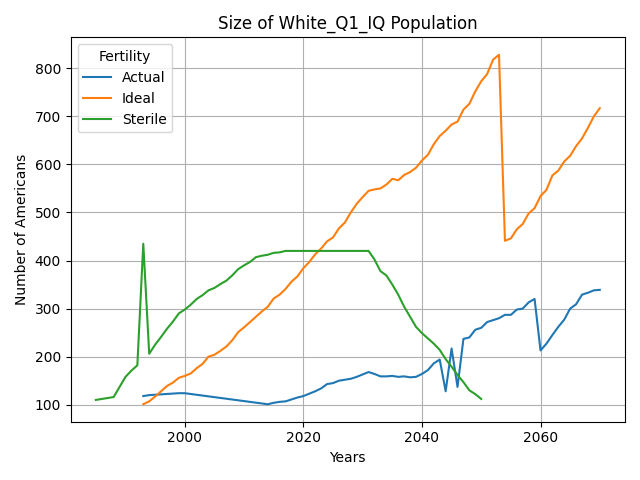 Size of White_Q1_IQ Population
Fertility
Actual
Ideal
Sterile
Number of Americans
800
700
600
500
400
300
200
100
2000
2020
2040
2060
Years